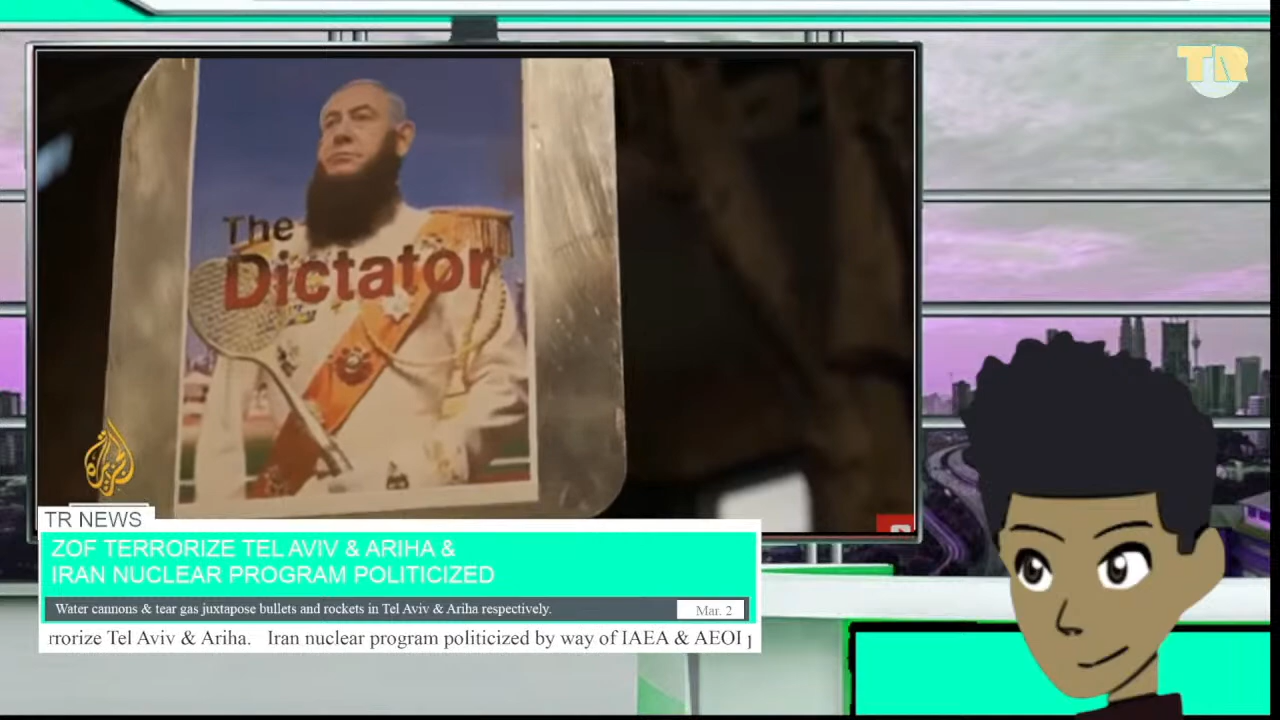 TR
The
Dictator
الجزيرة
TR NEWS
ZOF TERRORIZE TEL AVIV & ARIHA &
IRAN NUCLEAR PROGRAM POLITICIZED
Water cannons & tear gas juxtapose bullets and rockets in Tel Aviv & Ariha respectively.
Mar. 2
rrorize Tel Aviv & Ariha. Iran nuclear program politicized by way of IAEA & AEOI